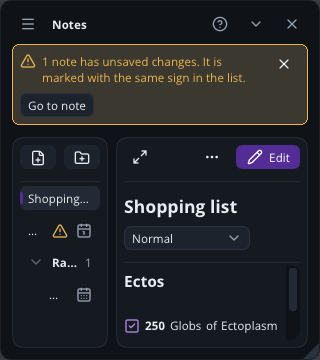 Notes
1 note has unsaved changes. It is
marked with the same sign in the list.
Go to note
Edit
Shopping...
...
Ra... 1
...
Shopping list
Normal
Ectos
250 Globs of Ectoplasm